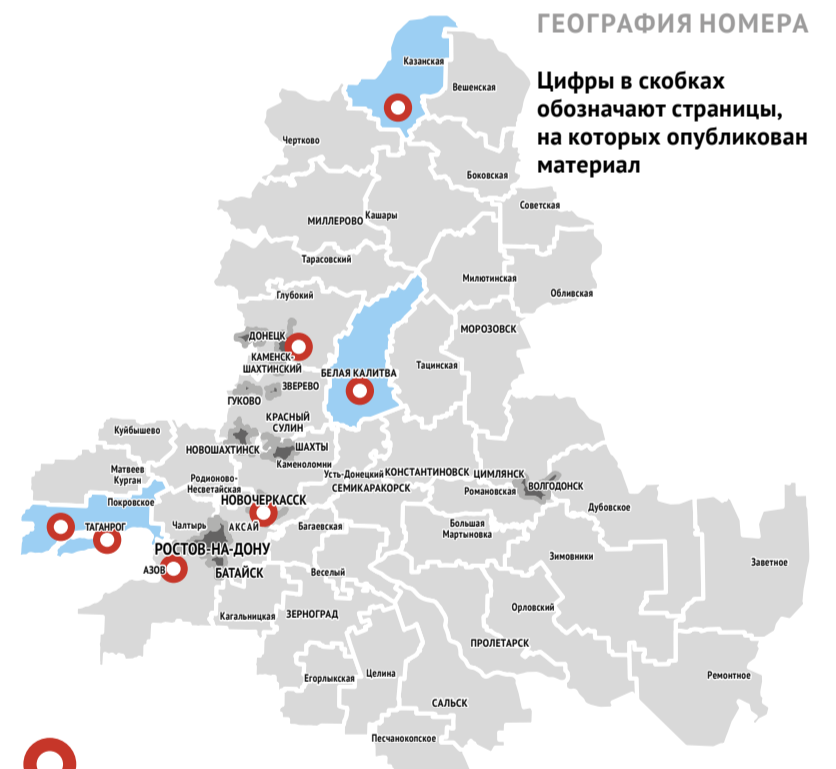 ГЕОГРАФИЯ НОМЕРА
Цифры в скобках
обозначают страницы,
на которых опубликован
материал
Казанская
Вешенская
Чертково
Боковская
Советская
МИЛЛЕРОВО
Кашары
Тарасовский
Милютинская
Обливская
Глубокий
МОРОЗОВСК
ДОНЕЦК
КАМЕНСК-
ШАХТИНСКИЙ
БЕЛАЯ КАЛИТВА
Тацинская
ЗВЕРЕВО
ГУКОВО
КРАСНЫЙ
СУЛИН
Куйбышево
НОВОШАХТИНСК
ШАХТЫ
Каменоломни
Матвеев
Курган
Родионово-
Несветайская
Усть-Донецкий
КОНСТАНТИНОВСК
ЦИМЛЯНСК
СЕМИКАРАКОРСК
Романовская
ВОЛГОДОНСК
Покровское
НОВОЧЕРКАССК
Дубовское
ТАГАНРОГ
Чалтырь
АКСАЙ
Багаевская
Большая
Мартыновка
РОСТОВ-НА-ДОНУ
Зимовники
Заветное
АЗОВ
БАТАЙСК
Веселый
Кагальницкая
ЗЕРНОГРАД
Орловский
ПРОЛЕТАРСК
Егорлыкская
Целина
Ремонтное
САЛЬСК
Песчанокопское